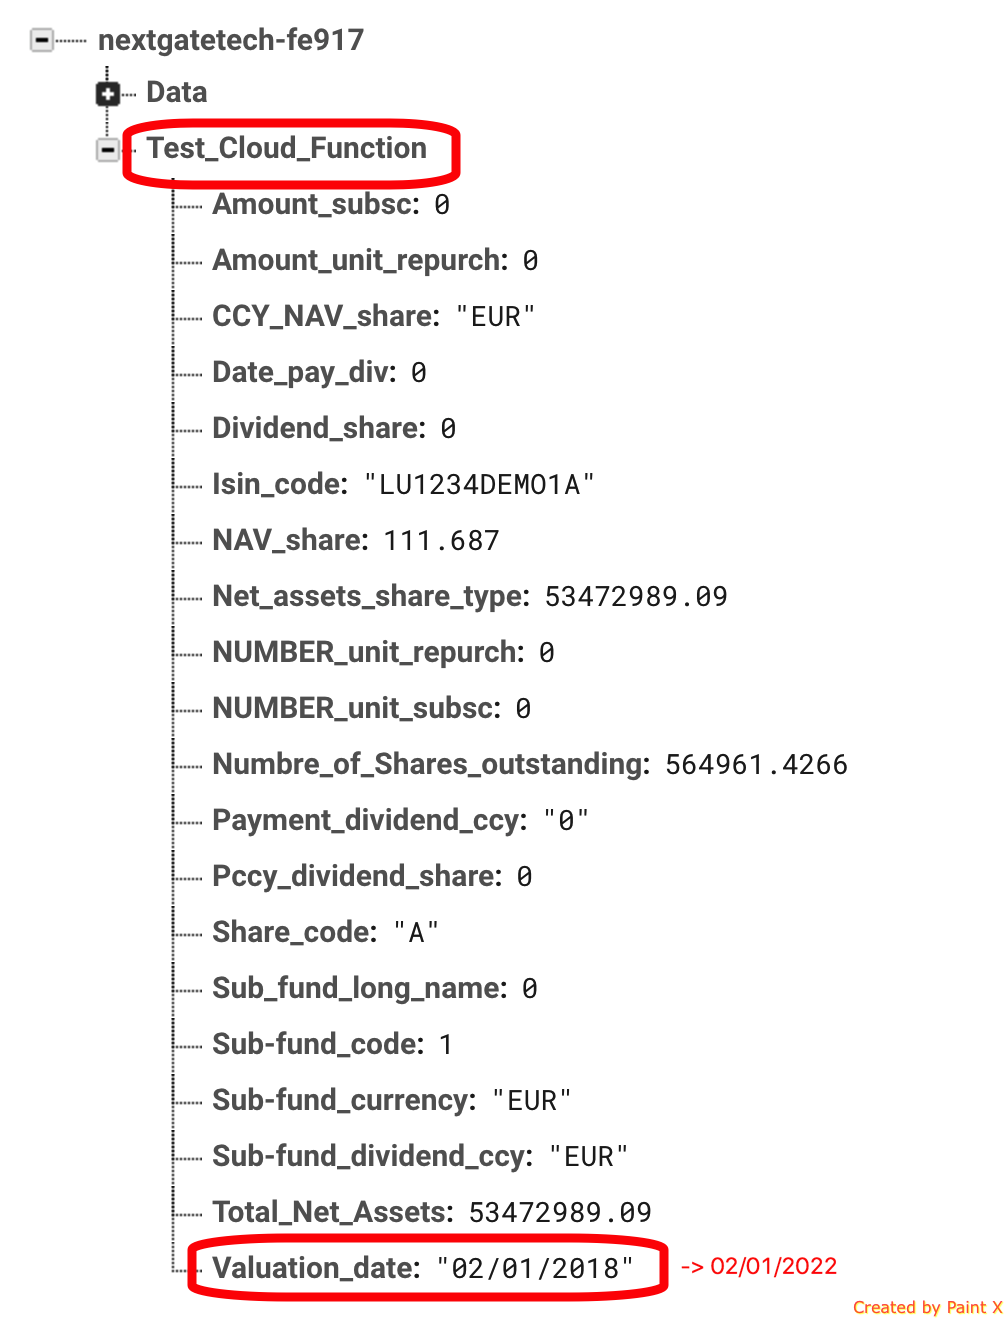 nextgatetech-fe917
Data
Test_Cloud_Function
Amount_subsc: 0
Amount_unit_repurch: 0
CCY_NAV_share: "EUR"
Date_pay_div: 0
Dividend_share: 0
Isin_code: "LU1234DEMO1A"
NAV_share: 111.687
Net_assets_share_type: 53472989.09
NUMBER_unit_repurch: 0
NUMBER_unit_subsc: 0
Numbre_of_Shares_outstanding: 564961.4266
Payment_dividend_ccy: "0"
Pccy_dividend_share: 0
Share_code: "A"
Sub_fund_long_name: 0
Sub-fund_code: 1
Sub-fund_currency: "EUR"
Sub-fund_dividend_ccy: "EUR"
Total_Net_Assets: 53472989.09
Valuation_date: "02/01/2018" -> 02/01/2022
Created by Paint X